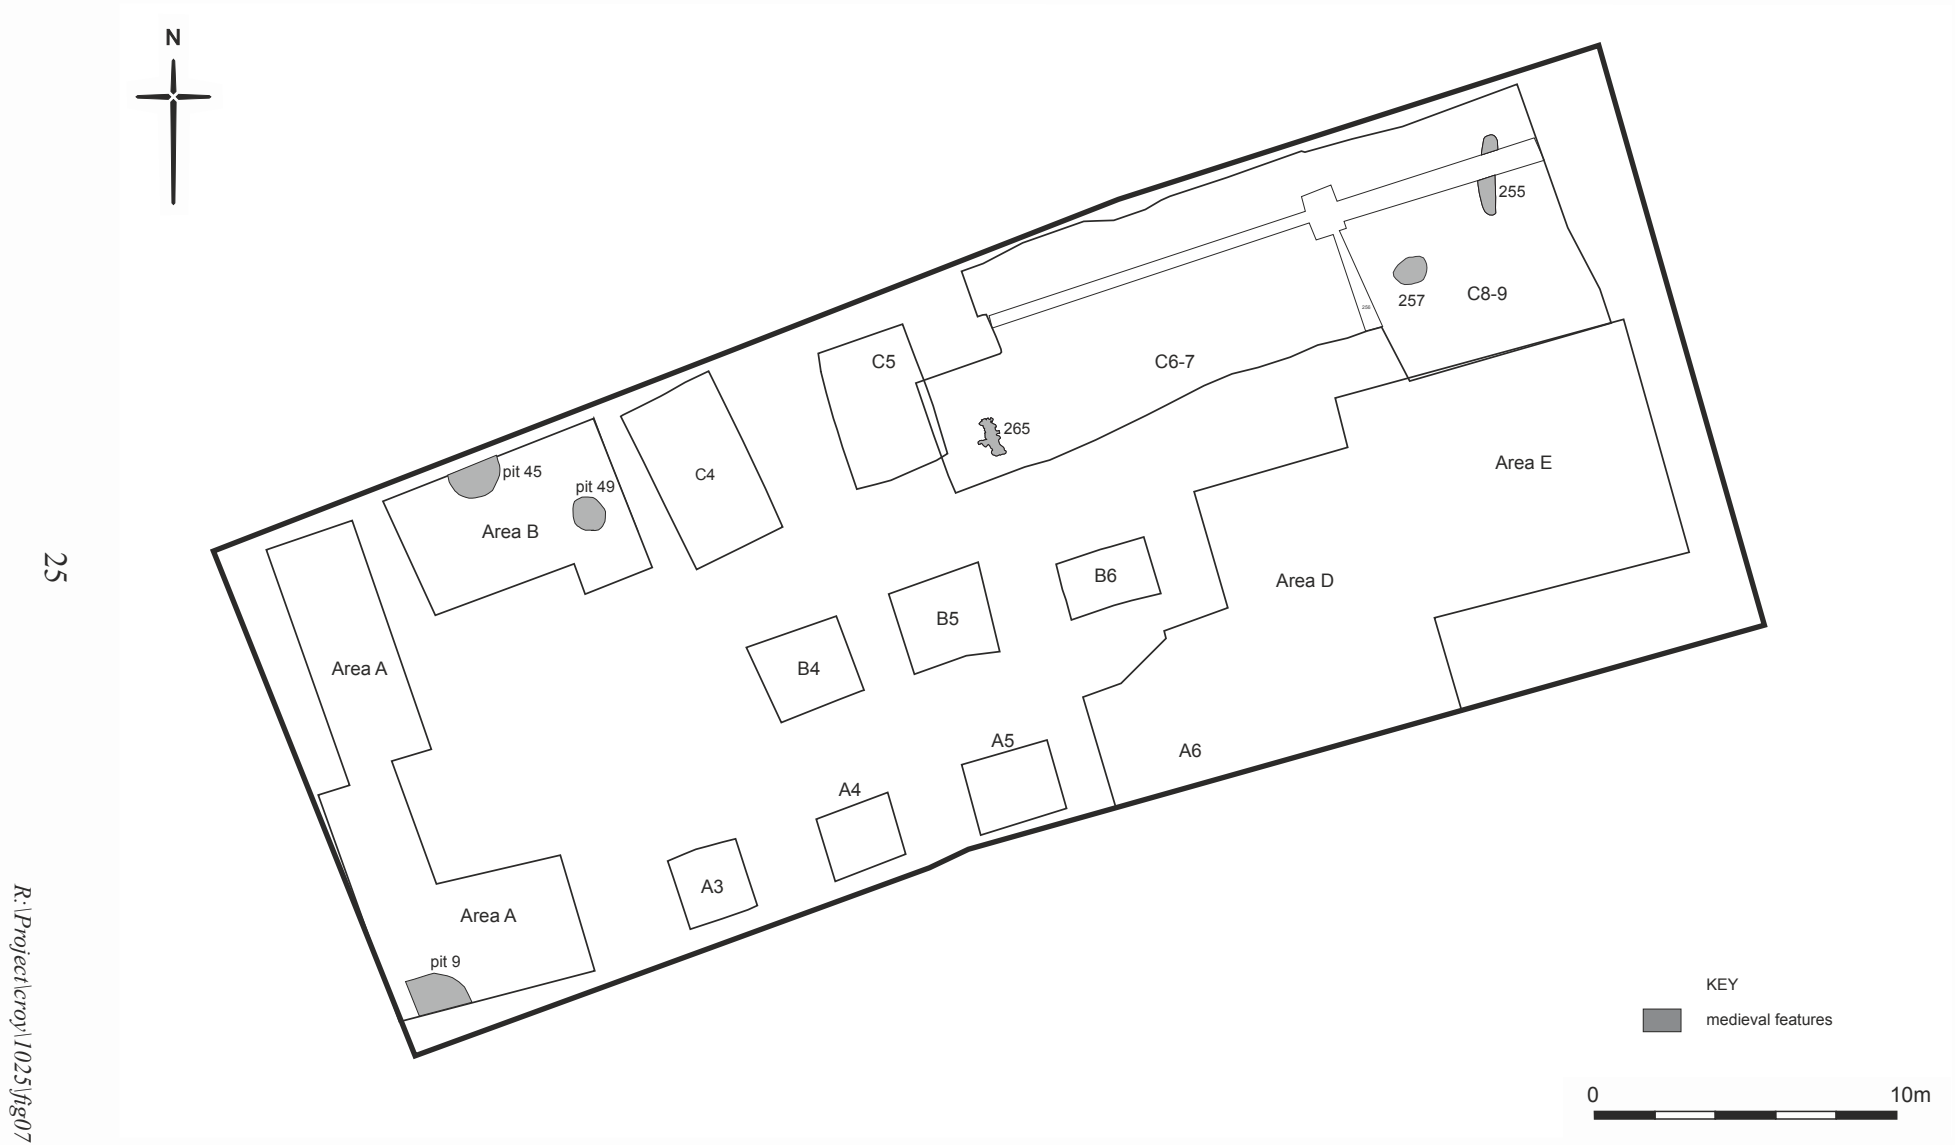 N
255
257
C8-9
256
C5
C6-7
265
C4
pit 45
pit 49
Area B
Area E
Area A
B4
B5
B6
Area D
A5
A6
A4
A3
Area A
pit 9
KEY
medieval features
0 10m
25
R:\Project\croy\1025\fig07